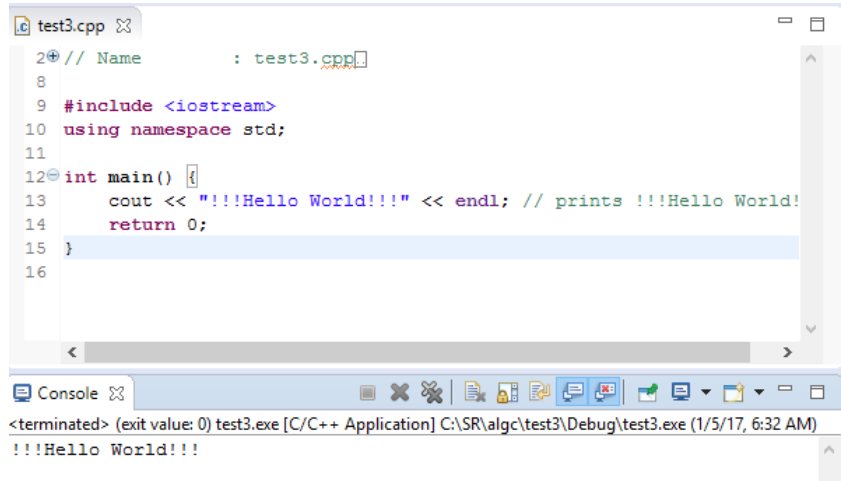 test3.cpp
2 // Name : test3.cpp..
8
9 #include <iostream>
10 using namespace std;
11
12 int main() {
13 cout << "!!!Hello World!!!" << endl; // prints !!!Hello World!
14 return 0;
15 }
16
Console
<terminated> (exit value: 0) test3.exe [C/C++ Application] C:\SR\algc\test3\Debug\test3.exe (1/5/17, 6:32 AM)
!!!Hello World!!!